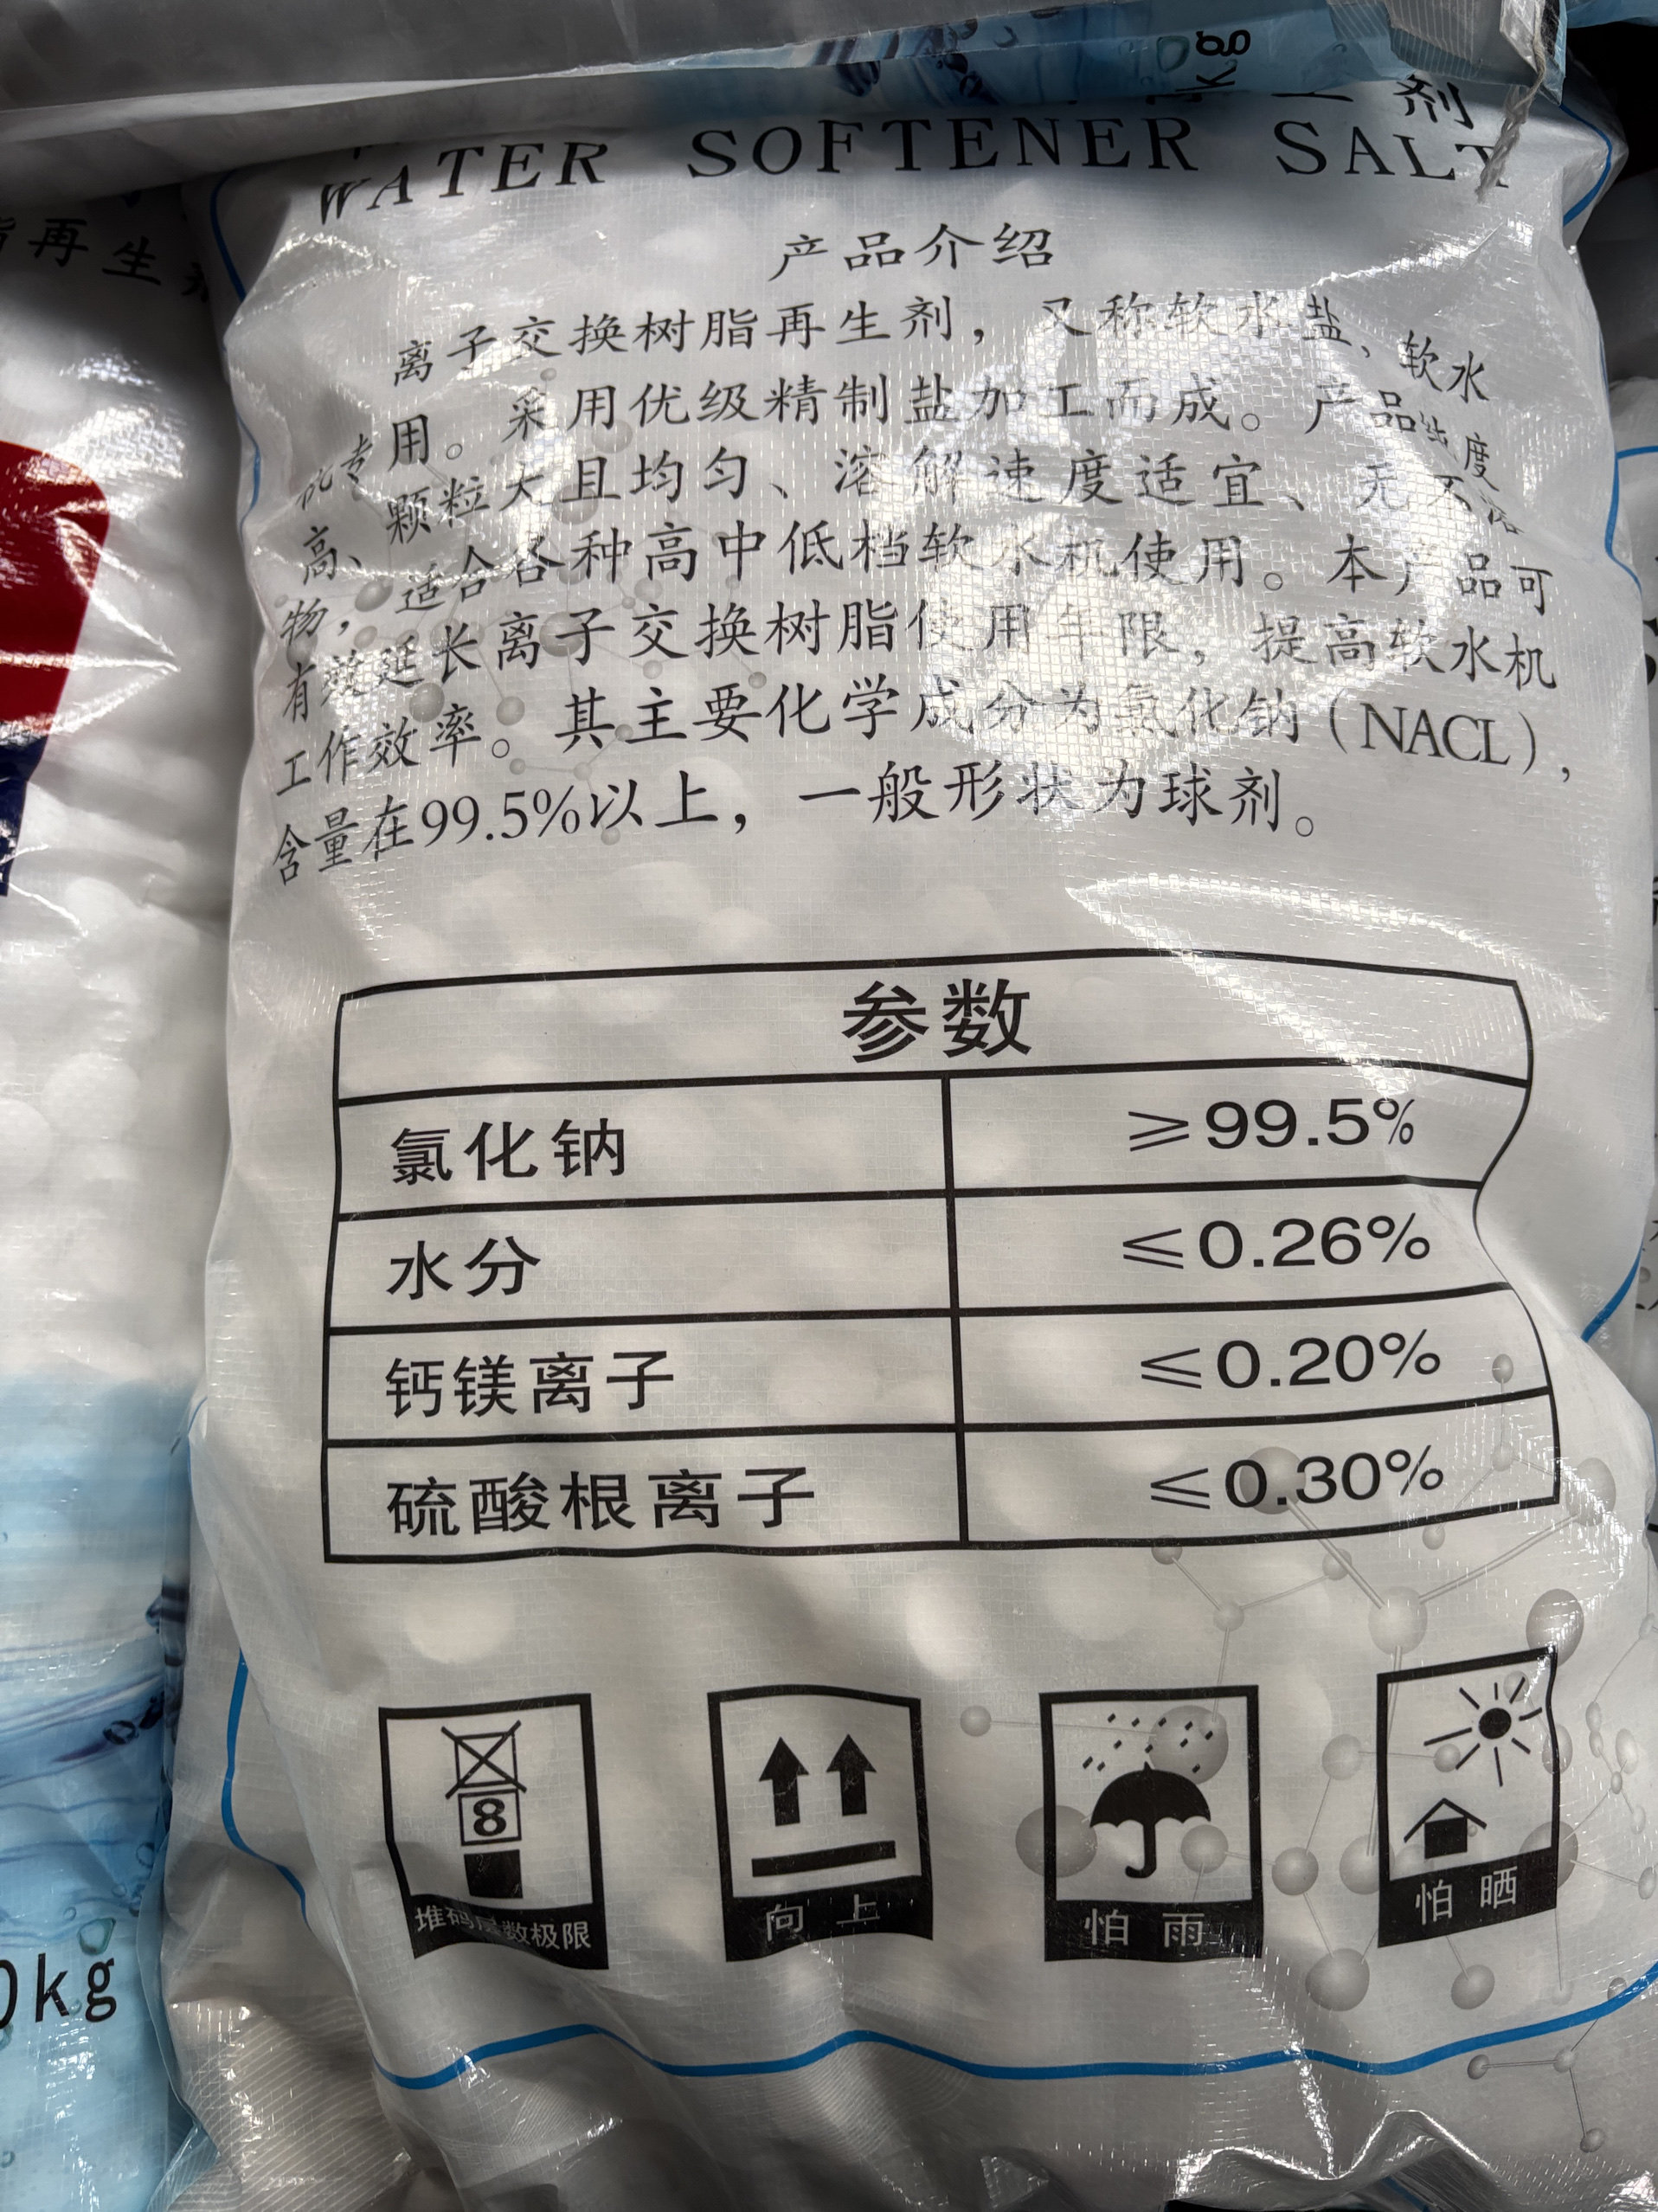 kg
剂
WATER SOFTENER SALT
再生
产品介绍
离子交换树脂再生剂，又称软水盐、软水
机专用。采用优级精制盐加工而成。产品纯度
高、颗粒大且均匀、溶解速度适宜、无不溶
物，适合各种高中低档软水机使用。本产品可
有效延长离子交换树脂使用年限，提高软水机
工作效率。其主要化学成分为氯化钠（NACL），
含量在99.5%以上，一般形状为球剂。
参数
氯化钠 ≥99.5%
水分 ≤0.26%
钙镁离子 ≤0.20%
硫酸根离子 ≤0.30%
8
堆码层数极限
向上
怕雨
怕晒
0kg